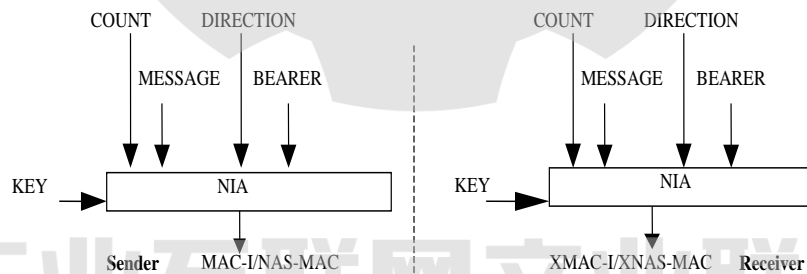 COUNT DIRECTION COUNT DIRECTION
MESSAGE BEARER MESSAGE BEARER
KEY NIA KEY NIA
Sender MAC-I/NAS-MAC XMAC-I/XNAS-MAC Receiver